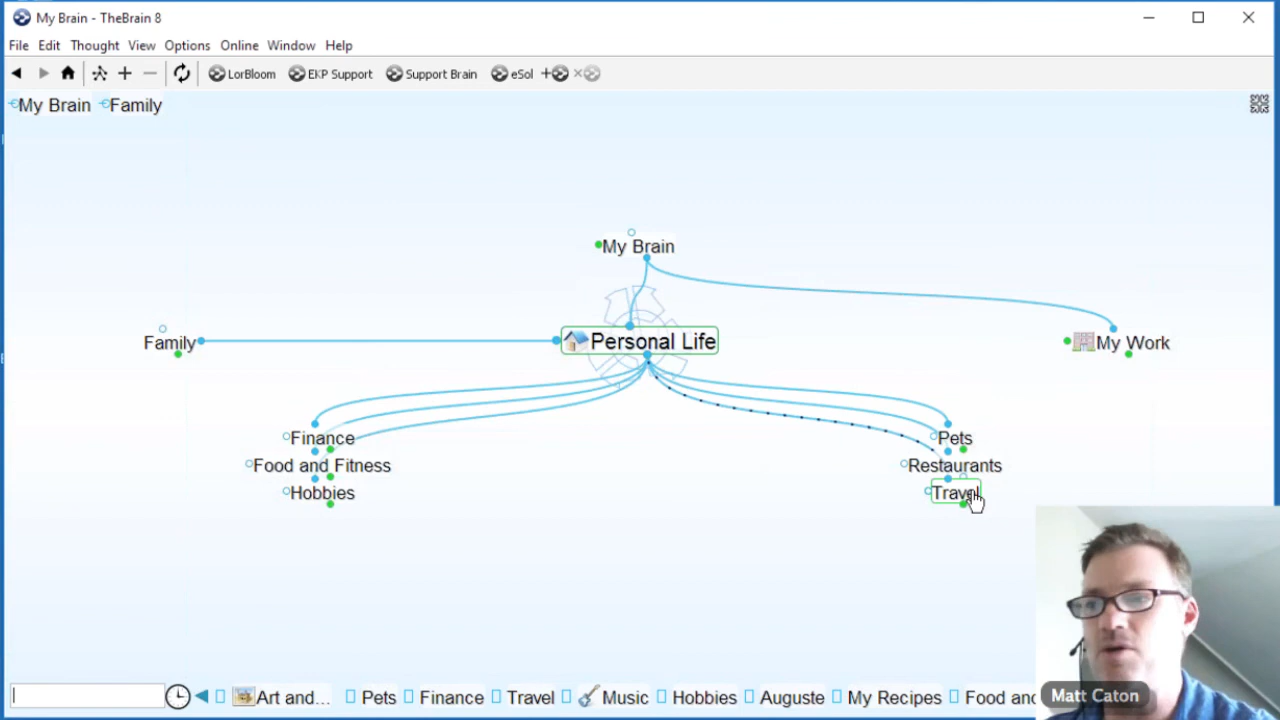 My Brain - TheBrain 8
File Edit Thought View Options Online Window Help
LorBloom EKP Support Support Brain eSol
My Brain Family
My Brain
Family
Personal Life
My Work
Finance
Food and Fitness
Hobbies
Pets
Restaurants
Travel
Art and... Pets Finance Travel Music Hobbies Auguste My Recipes Food and
Matt Caton